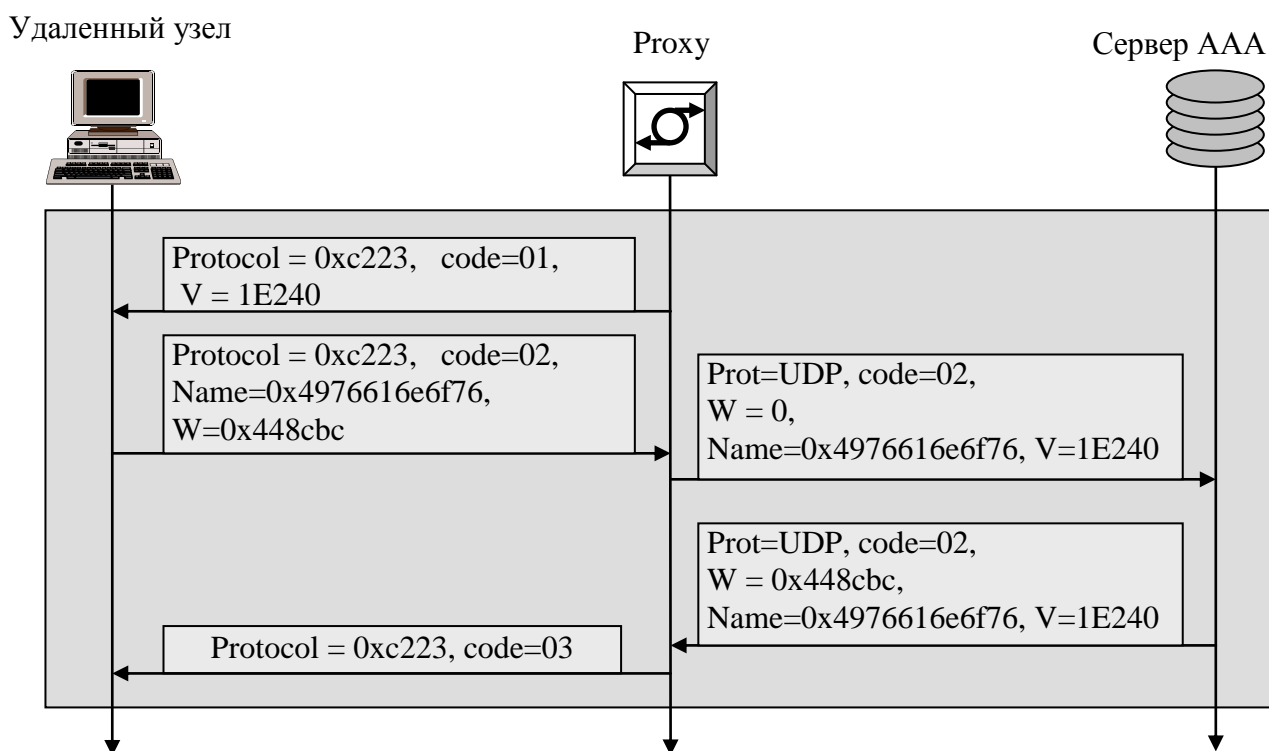 Удаленный узел
Proxy
Сервер ААА
Protocol = 0xc223, code=01,
V = 1E240
Protocol = 0xc223, code=02,
Name=0x4976616e6f76,
W=0x448cbc
Prot=UDP, code=02,
W = 0,
Name=0x4976616e6f76, V=1E240
Prot=UDP, code=02,
W = 0x448cbc,
Name=0x4976616e6f76, V=1E240
Protocol = 0xc223, code=03